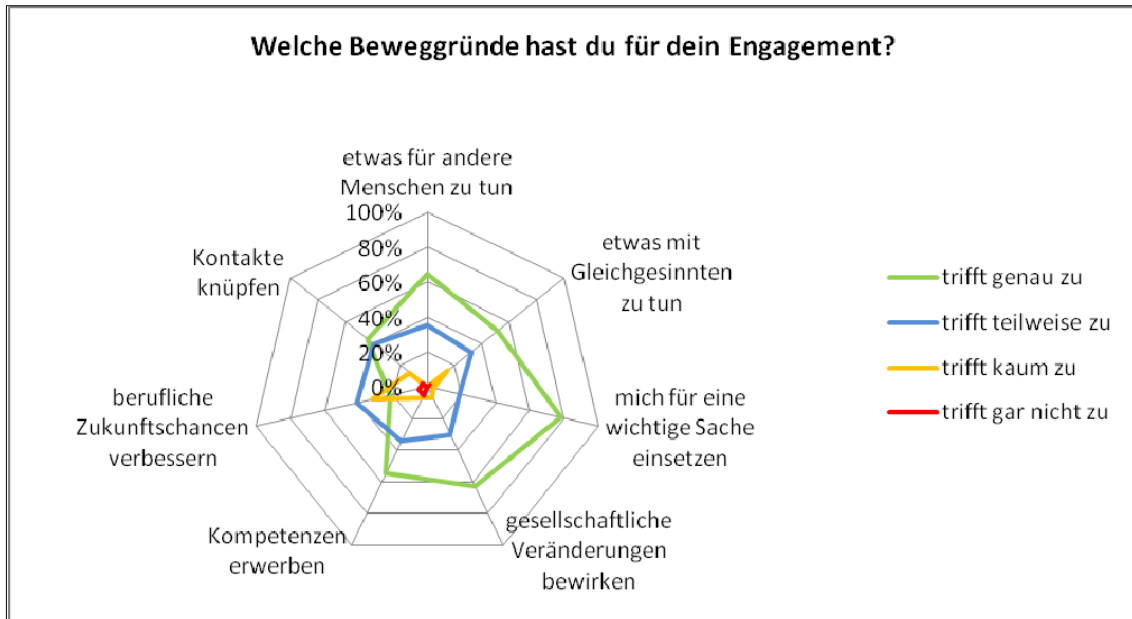 Welche Beweggründe hast du für dein Engagement?
etwas für andere
Menschen zu tun
100%
80%
60%
40%
20%
0%
etwas mit
Gleichgesinnten
zu tun
mich für eine
wichtige Sache
einsetzen
gesellschaftliche
Veränderungen
bewirken
Kompetenzen
erwerben
berufliche
Zukunftschancen
verbessern
Kontakte
knüpfen
trifft genau zu
trifft teilweise zu
trifft kaum zu
trifft gar nicht zu